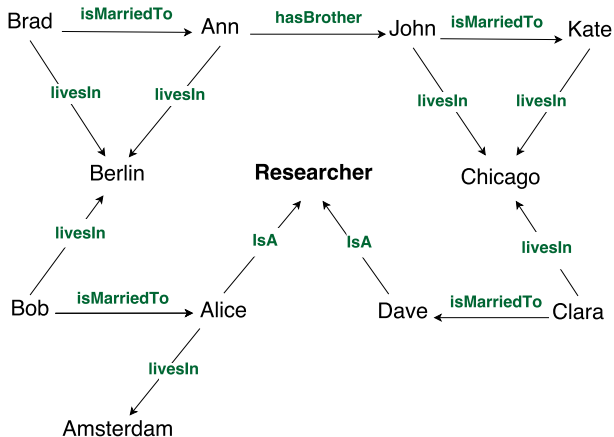 Brad isMarriedTo Ann hasBrother John isMarriedTo Kate
livesIn livesIn livesIn livesIn
Berlin Researcher Chicago
livesIn IsA IsA livesIn
Bob isMarriedTo Alice Dave isMarriedTo Clara
livesIn
Amsterdam